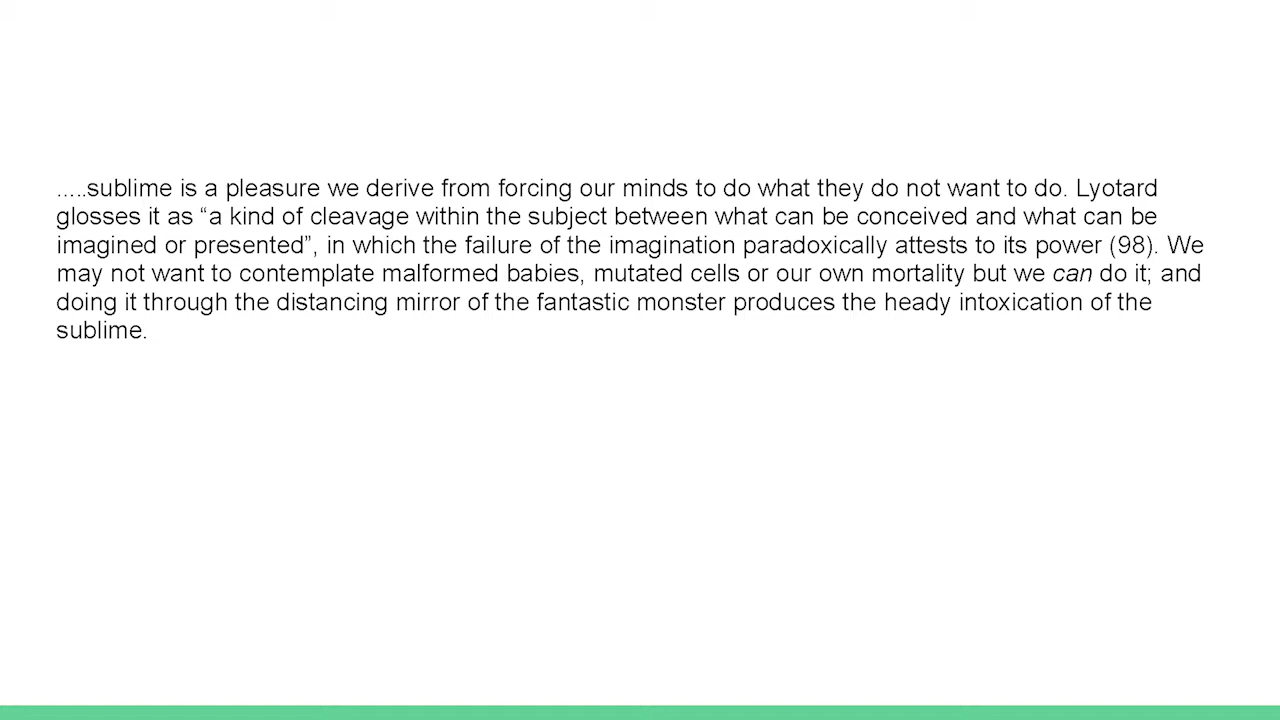 .....sublime is a pleasure we derive from forcing our minds to do what they do not want to do. Lyotard
glosses it as “a kind of cleavage within the subject between what can be conceived and what can be
imagined or presented”, in which the failure of the imagination paradoxically attests to its power (98). We
may not want to contemplate malformed babies, mutated cells or our own mortality but we can do it; and
doing it through the distancing mirror of the fantastic monster produces the heady intoxication of the
sublime.